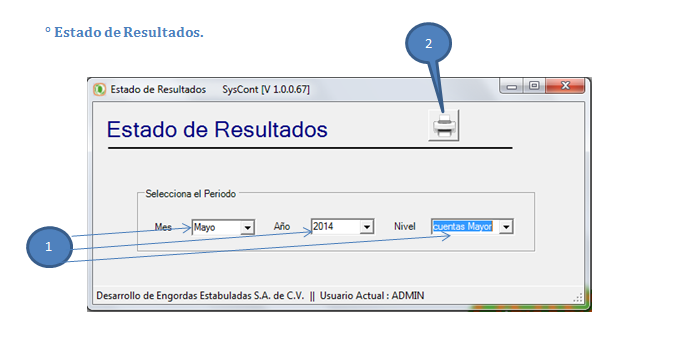 ° Estado de Resultados.
2
Estado de Resultados SysCont [V 1.0.0.67]
Estado de Resultados
Selecciona el Periodo
1
Mes Mayo Año 2014 Nivel cuentas Mayor
Desarrollo de Engordas Estabuladas S.A. de C.V. || Usuario Actual : ADMIN